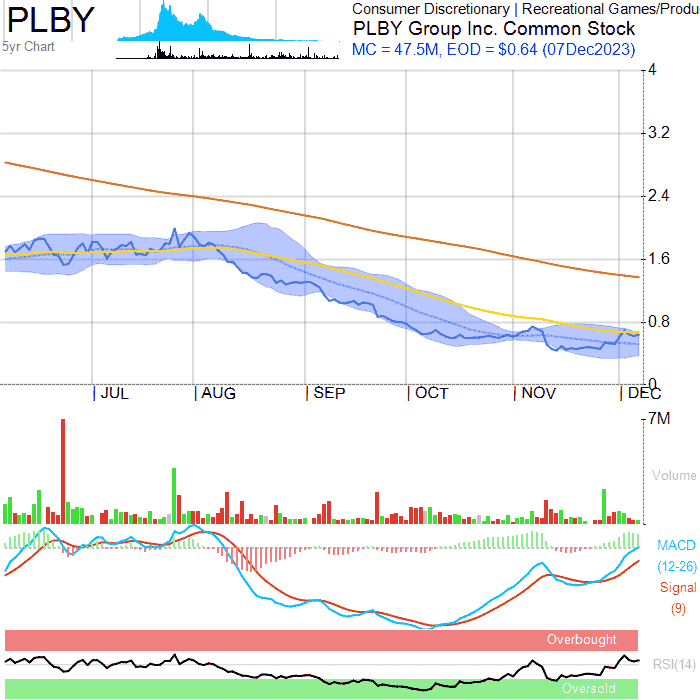 PLBY
5yr Chart
Consumer Discretionary | Recreational Games/Produ
PLBY Group Inc. Common Stock
MC = 47.5M, EOD = $0.64 (07Dec2023)
4
3.2
2.4
1.6
0.8
0
JUL AUG SEP OCT NOV DEC
7M
Volume
MACD
(12-26)
Signal
(9)
Overbought
RSI(14)
Oversold